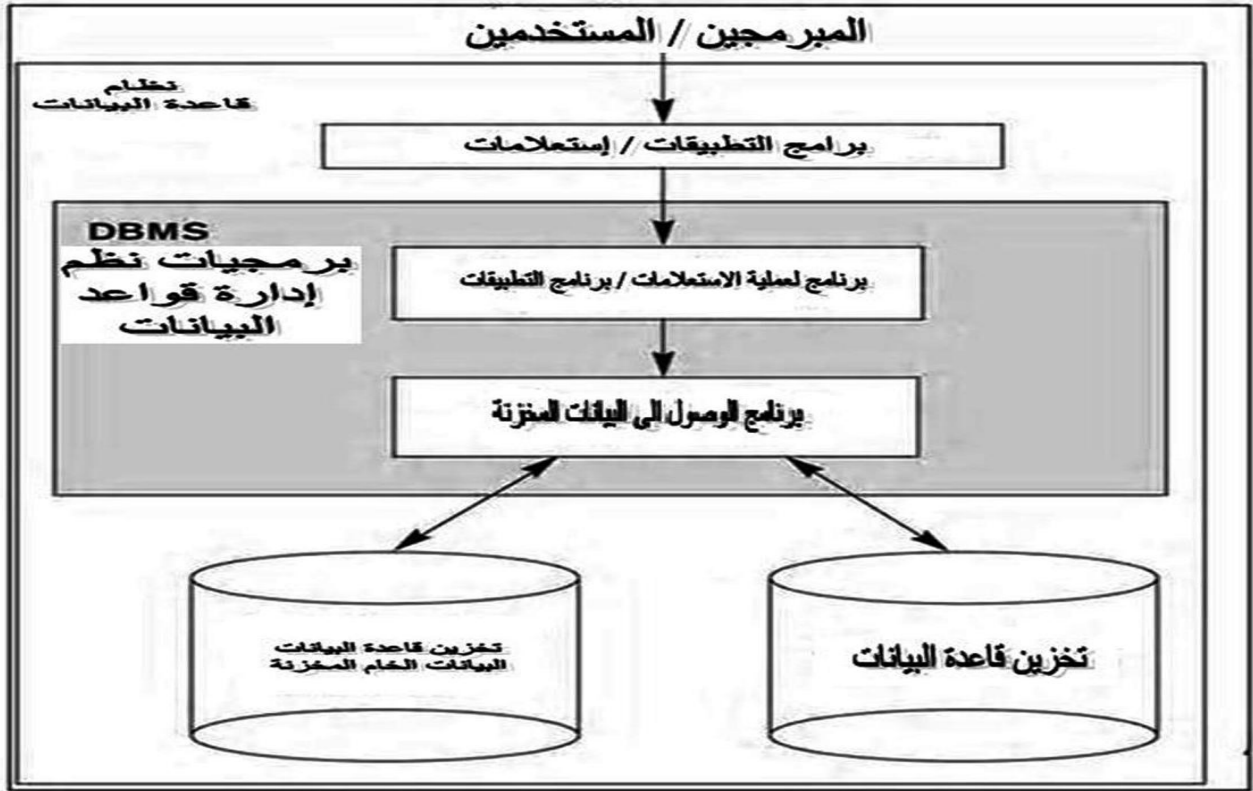 المبرمجين / المستخدمين
نظام
قاعدة البيانات
برامج التطبيقات / إستعلامات
DBMS
برمجيات نظم
إدارة قواعد
البيانات
برنامج لعملية الاستعلامات / برنامج التطبيقات
برنامج الوصول الى البيانات المخزنة
تخزين قاعدة البيانات
البيانات الخام المخزنة
تخزين قاعدة البيانات